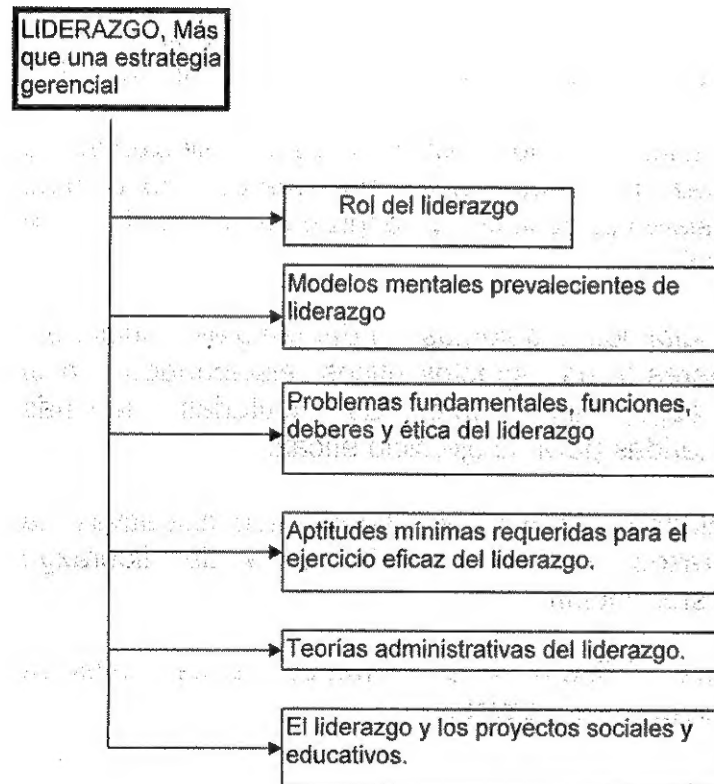 LIDERAZGO, Más
que una estrategia
gerencial
Rol del liderazgo
Modelos mentales prevalecientes de
liderazgo
Problemas fundamentales, funciones,
deberes y ética del liderazgo
Aptitudes mínimas requeridas para el
ejercicio eficaz del liderazgo.
Teorías administrativas del liderazgo.
El liderazgo y los proyectos sociales y
educativos.